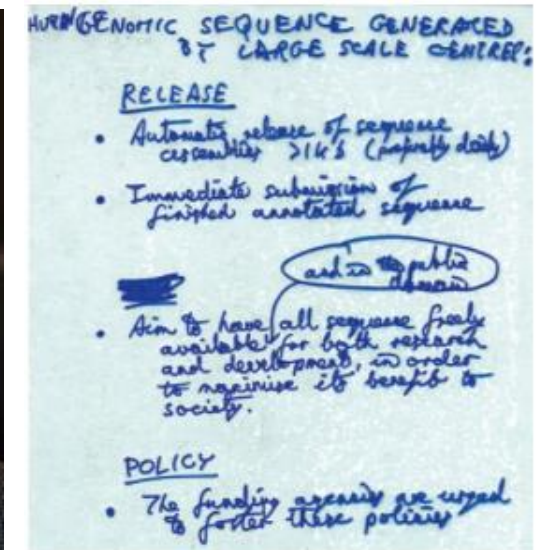 HUMAN GENOMIC SEQUENCE GENERATED
BY LARGE SCALE CENTRES:
RELEASE
• Automatic release of sequence
assemblies >1kb (preferably daily)
• Immediate submission of
finished annotated sequence
and in the public
domain
• Aim to have all sequence freely
available for both research
and development, in order
to maximise its benefit to
society.
POLICY
• The funding agencies are urged
to foster these policies